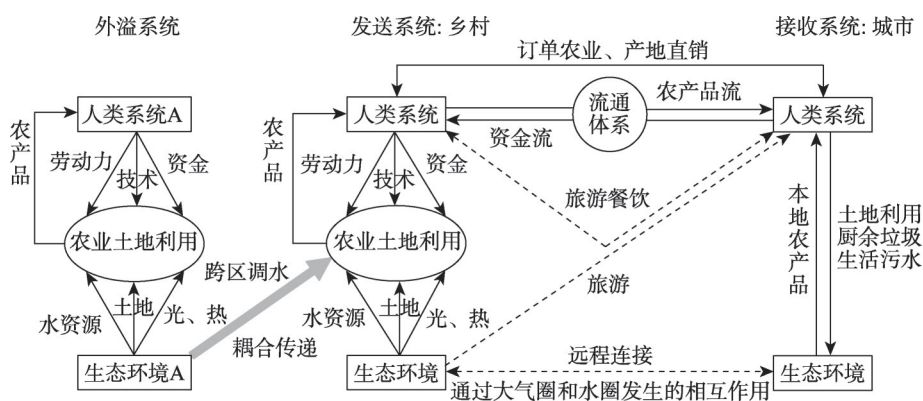 外溢系统
发送系统: 乡村
接收系统: 城市
订单农业、产地直销
人类系统A
人类系统
流通
体系
农产品流
资金流
人类系统
农产品
劳动力
技术
资金
农产品
劳动力
技术
资金
旅游餐饮
本地农产品
土地利用
厨余垃圾
生活污水
农业土地利用
农业土地利用
跨区调水
旅游
水资源
土地
光、热
耦合传递
水资源
土地
光、热
远程连接
生态环境A
生态环境
生态环境
通过大气圈和水圈发生的相互作用